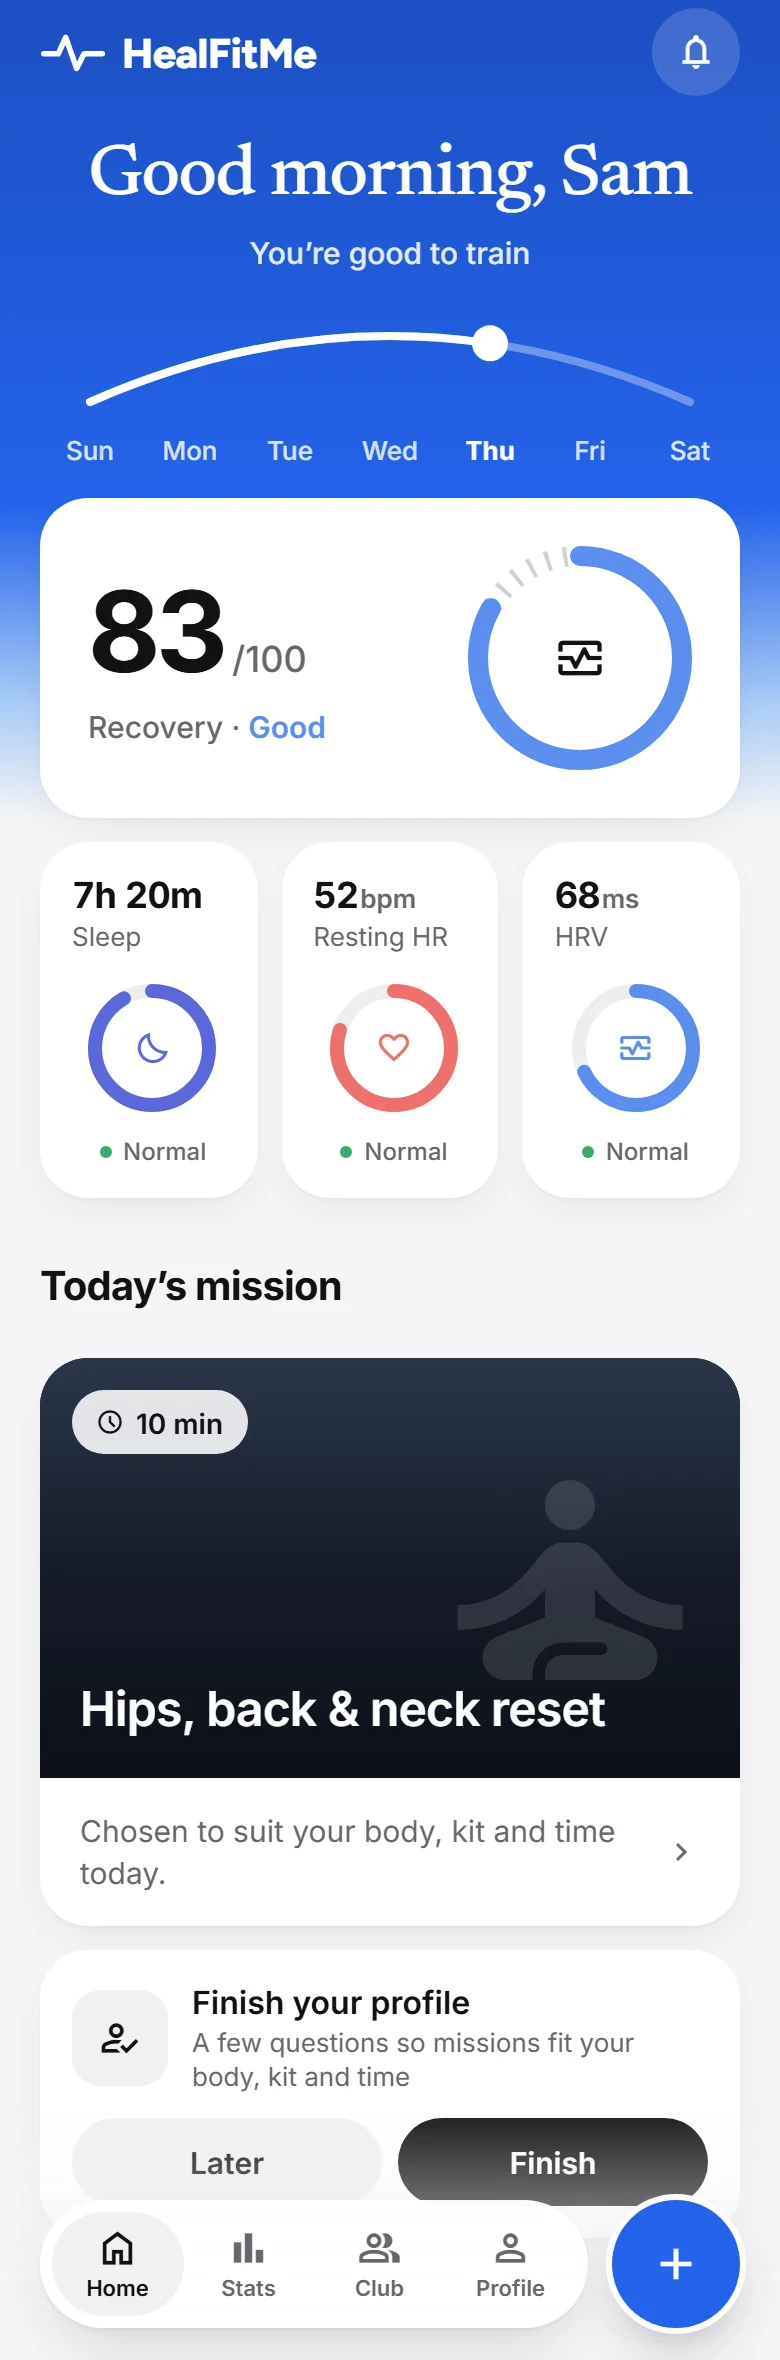 HealFitMe
Good morning, Sam
You’re good to train
Sun Mon Tue Wed Thu Fri Sat
83/100
Recovery · Good
7h 20m
Sleep
Normal
52bpm
Resting HR
Normal
68ms
HRV
Normal
Today’s mission
10 min
Hips, back & neck reset
Chosen to suit your body, kit and time
today.
Finish your profile
A few questions so missions fit your
body, kit and time
Later
Finish
Home
Stats
Club
Profile